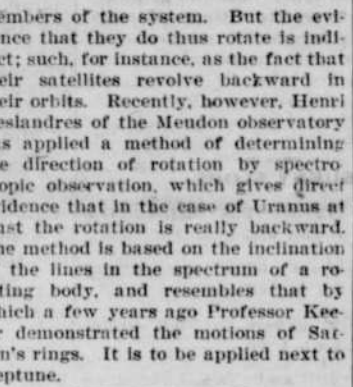 embers of the system. But the evi-
nce that they do thus rotate is indi-
ct; such, for instance, as the fact that
eir satellites revolve backward in
eir orbits. Recently, however, Henri
eslandres of the Meudon observatory
s applied a method of determining
e direction of rotation by spectro
opic observation, which gives direct
idence that in the case of Uranus at
ast the rotation is really backward.
he method is based on the inclination
the lines in the spectrum of a ro-
ting body, and resembles that by
hich a few years ago Professor Kee-
r demonstrated the motions of Sat-
n's rings. It is to be applied next to
eptune.